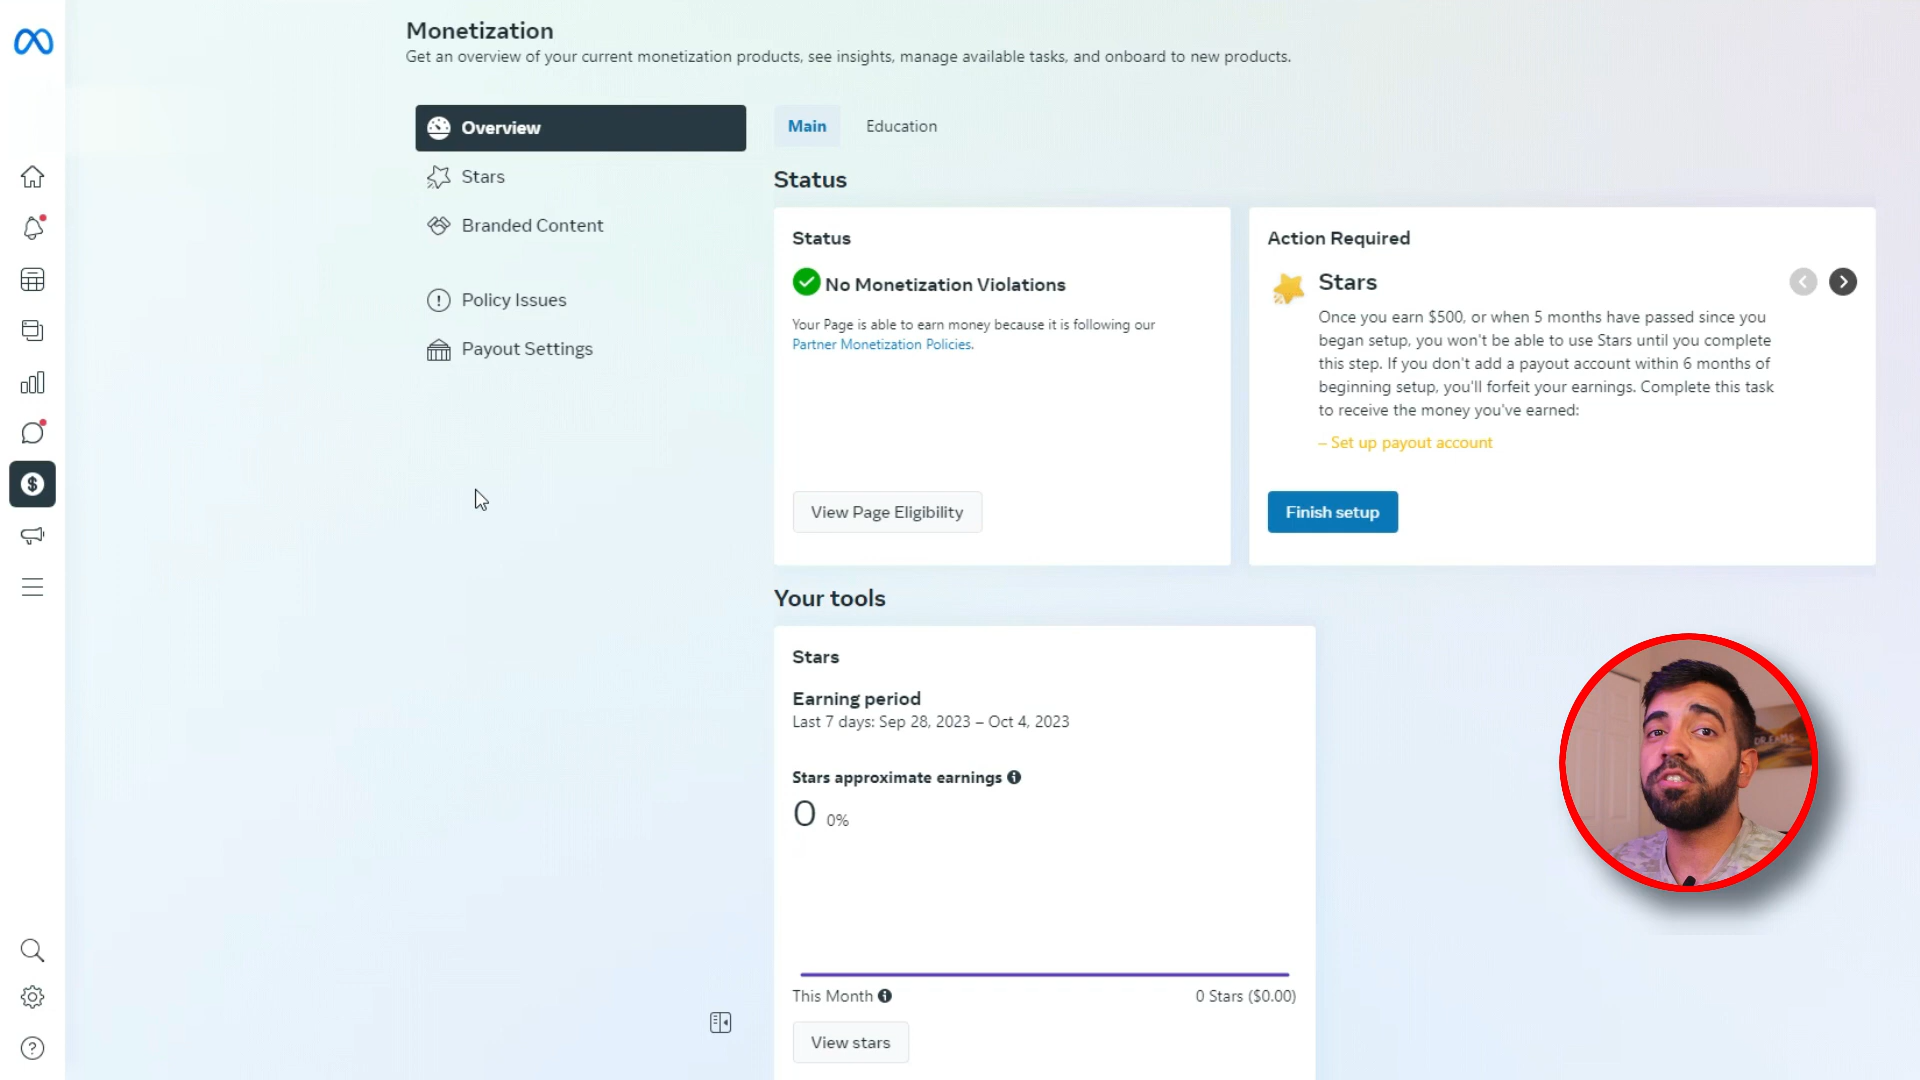 Monetization
Get an overview of your current monetization products, see insights, manage available tasks, and onboard to new products.
Overview
Stars
Branded Content
Policy Issues
Payout Settings
Main
Education
Status
Status
No Monetization Violations
Your Page is able to earn money because it is following our
Partner Monetization Policies.
View Page Eligibility
Action Required
Stars
Once you earn $500, or when 5 months have passed since you
began setup, you won't be able to use Stars until you complete
this step. If you don't add a payout account within 6 months of
beginning setup, you'll forfeit your earnings. Complete this task
to receive the money you've earned:
– Set up payout account
Finish setup
Your tools
Stars
Earning period
Last 7 days: Sep 28, 2023 – Oct 4, 2023
Stars approximate earnings
0 0%
This Month
0 Stars ($0.00)
View stars